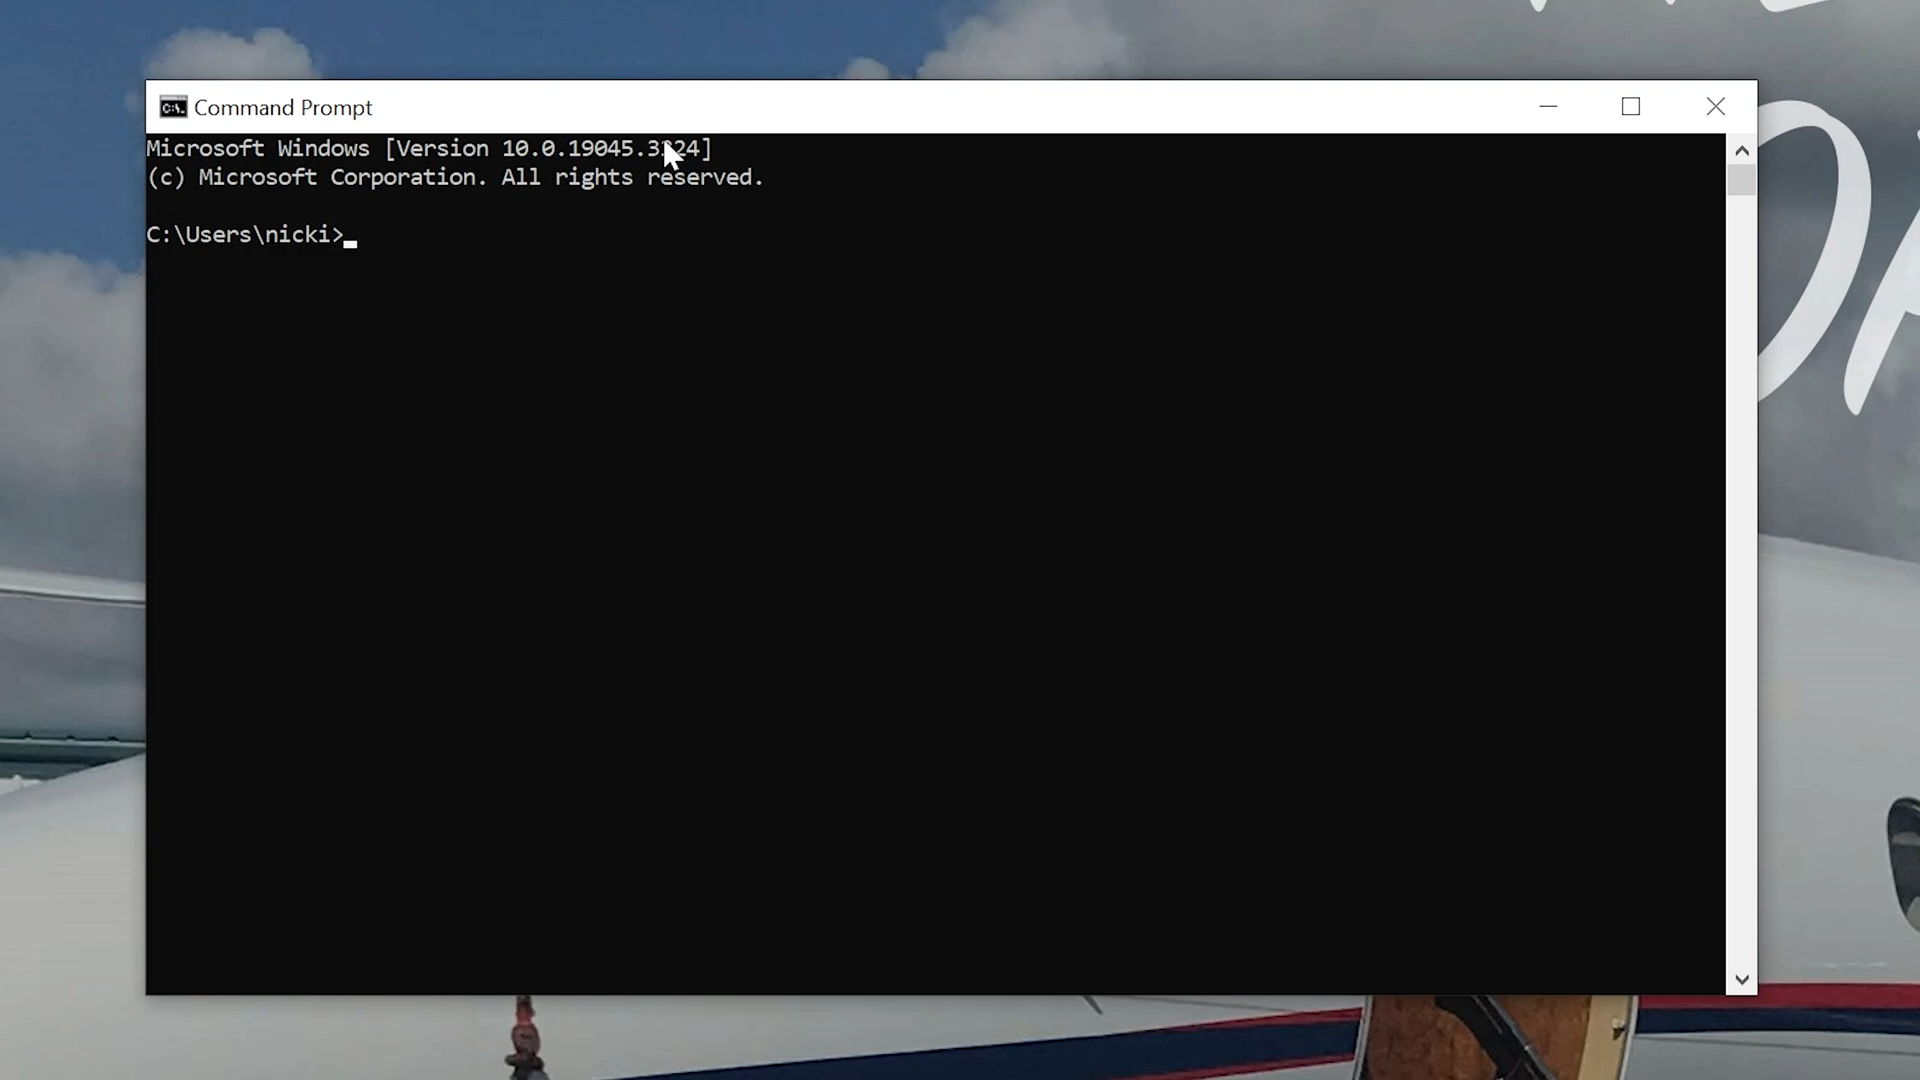 Command Prompt
Microsoft Windows [Version 10.0.19045.3324]
(c) Microsoft Corporation. All rights reserved.
C:\Users\nicki>